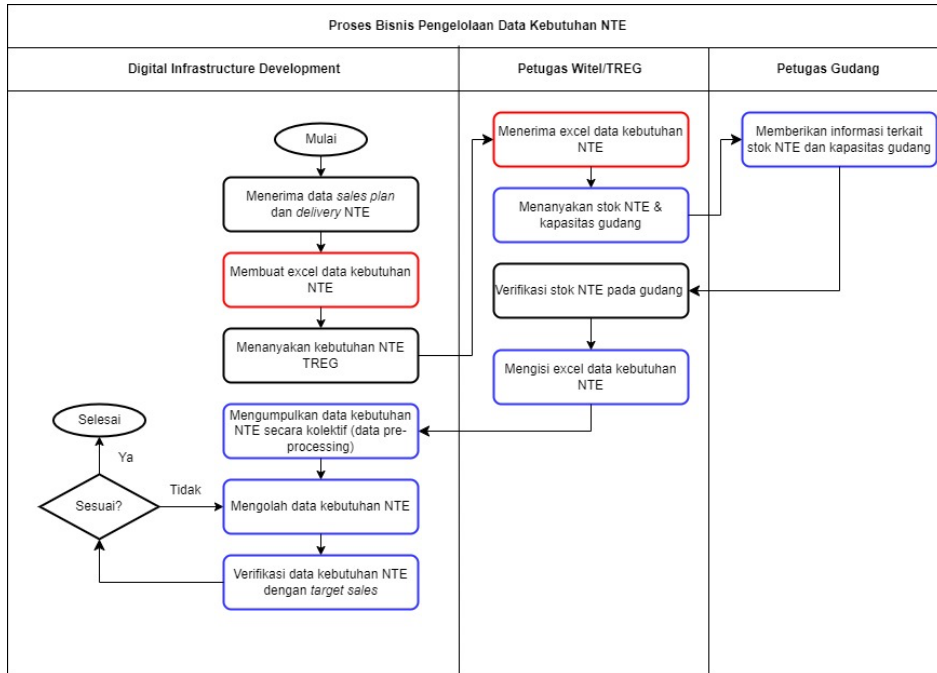 Proses Bisnis Pengelolaan Data Kebutuhan NTE
Digital Infrastructure Development
Petugas Witel/TREG
Petugas Gudang
Mulai
Menerima data sales plan
dan delivery NTE
Membuat excel data kebutuhan
NTE
Menanyakan kebutuhan NTE
TREG
Menerima excel data kebutuhan
NTE
Menanyakan stok NTE &
kapasitas gudang
Memberikan informasi terkait
stok NTE dan kapasitas gudang
Verifikasi stok NTE pada gudang
Mengisi excel data kebutuhan
NTE
Mengumpulkan data kebutuhan
NTE secara kolektif (data pre-
processing)
Mengolah data kebutuhan NTE
Verifikasi data kebutuhan NTE
dengan target sales
Sesuai?
Tidak
Ya
Selesai